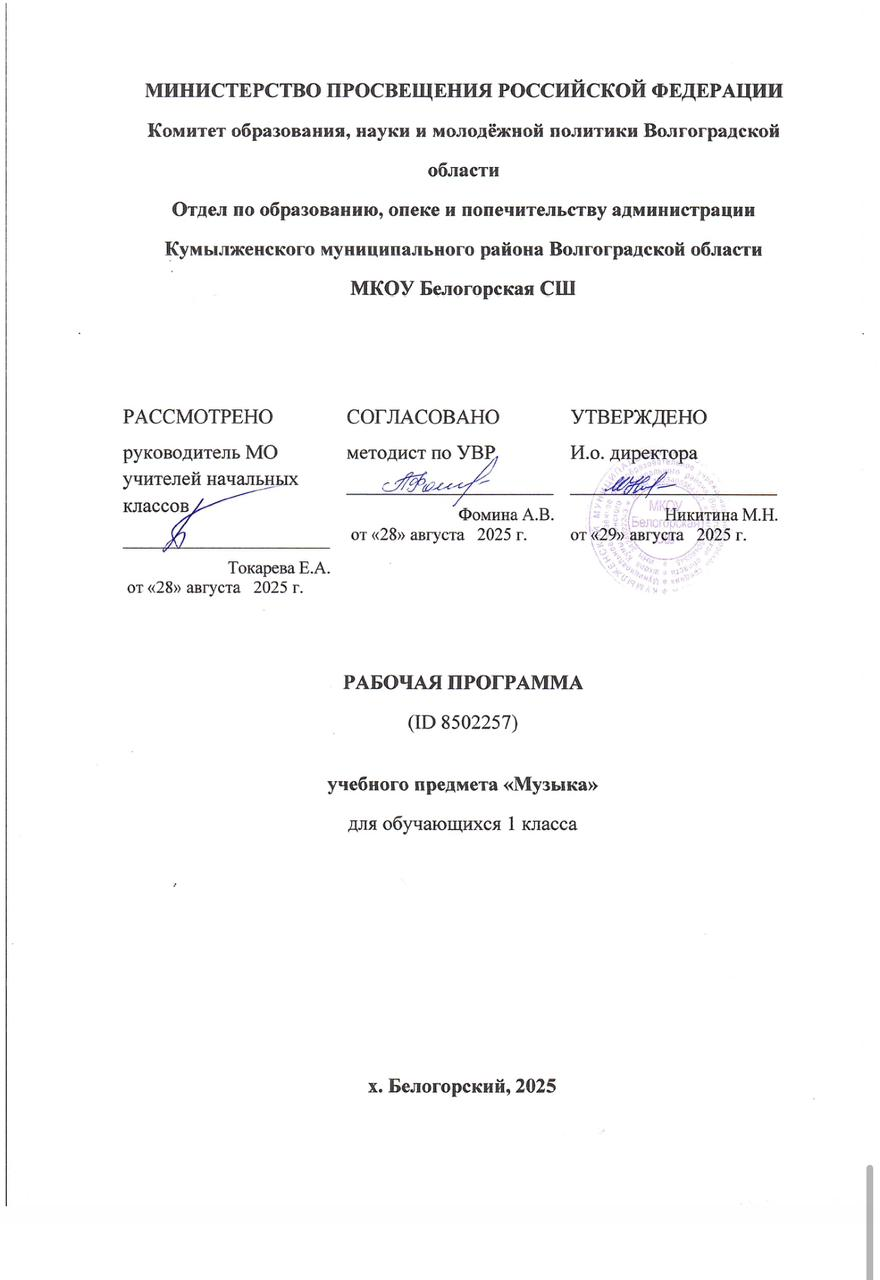 МИНИСТЕРСТВО ПРОСВЕЩЕНИЯ РОССИЙСКОЙ ФЕДЕРАЦИИ
Комитет образования, науки и молодёжной политики Волгоградской
области
Отдел по образованию, опеке и попечительству администрации
Кумылженского муниципального района Волгоградской области
МКОУ Белогорская СШ
РАССМОТРЕНО
руководитель МО
учителей начальных
классов
Токарева Е.А.
от «28» августа 2025 г.
СОГЛАСОВАНО
методист по УВР
Фомина А.В.
от «28» августа 2025 г.
УТВЕРЖДЕНО
И.о. директора
Никитина М.Н.
от «29» августа 2025 г.
МКОУ
Белогорская
РАБОЧАЯ ПРОГРАММА
(ID 8502257)
учебного предмета «Музыка»
для обучающихся 1 класса
х. Белогорский, 2025